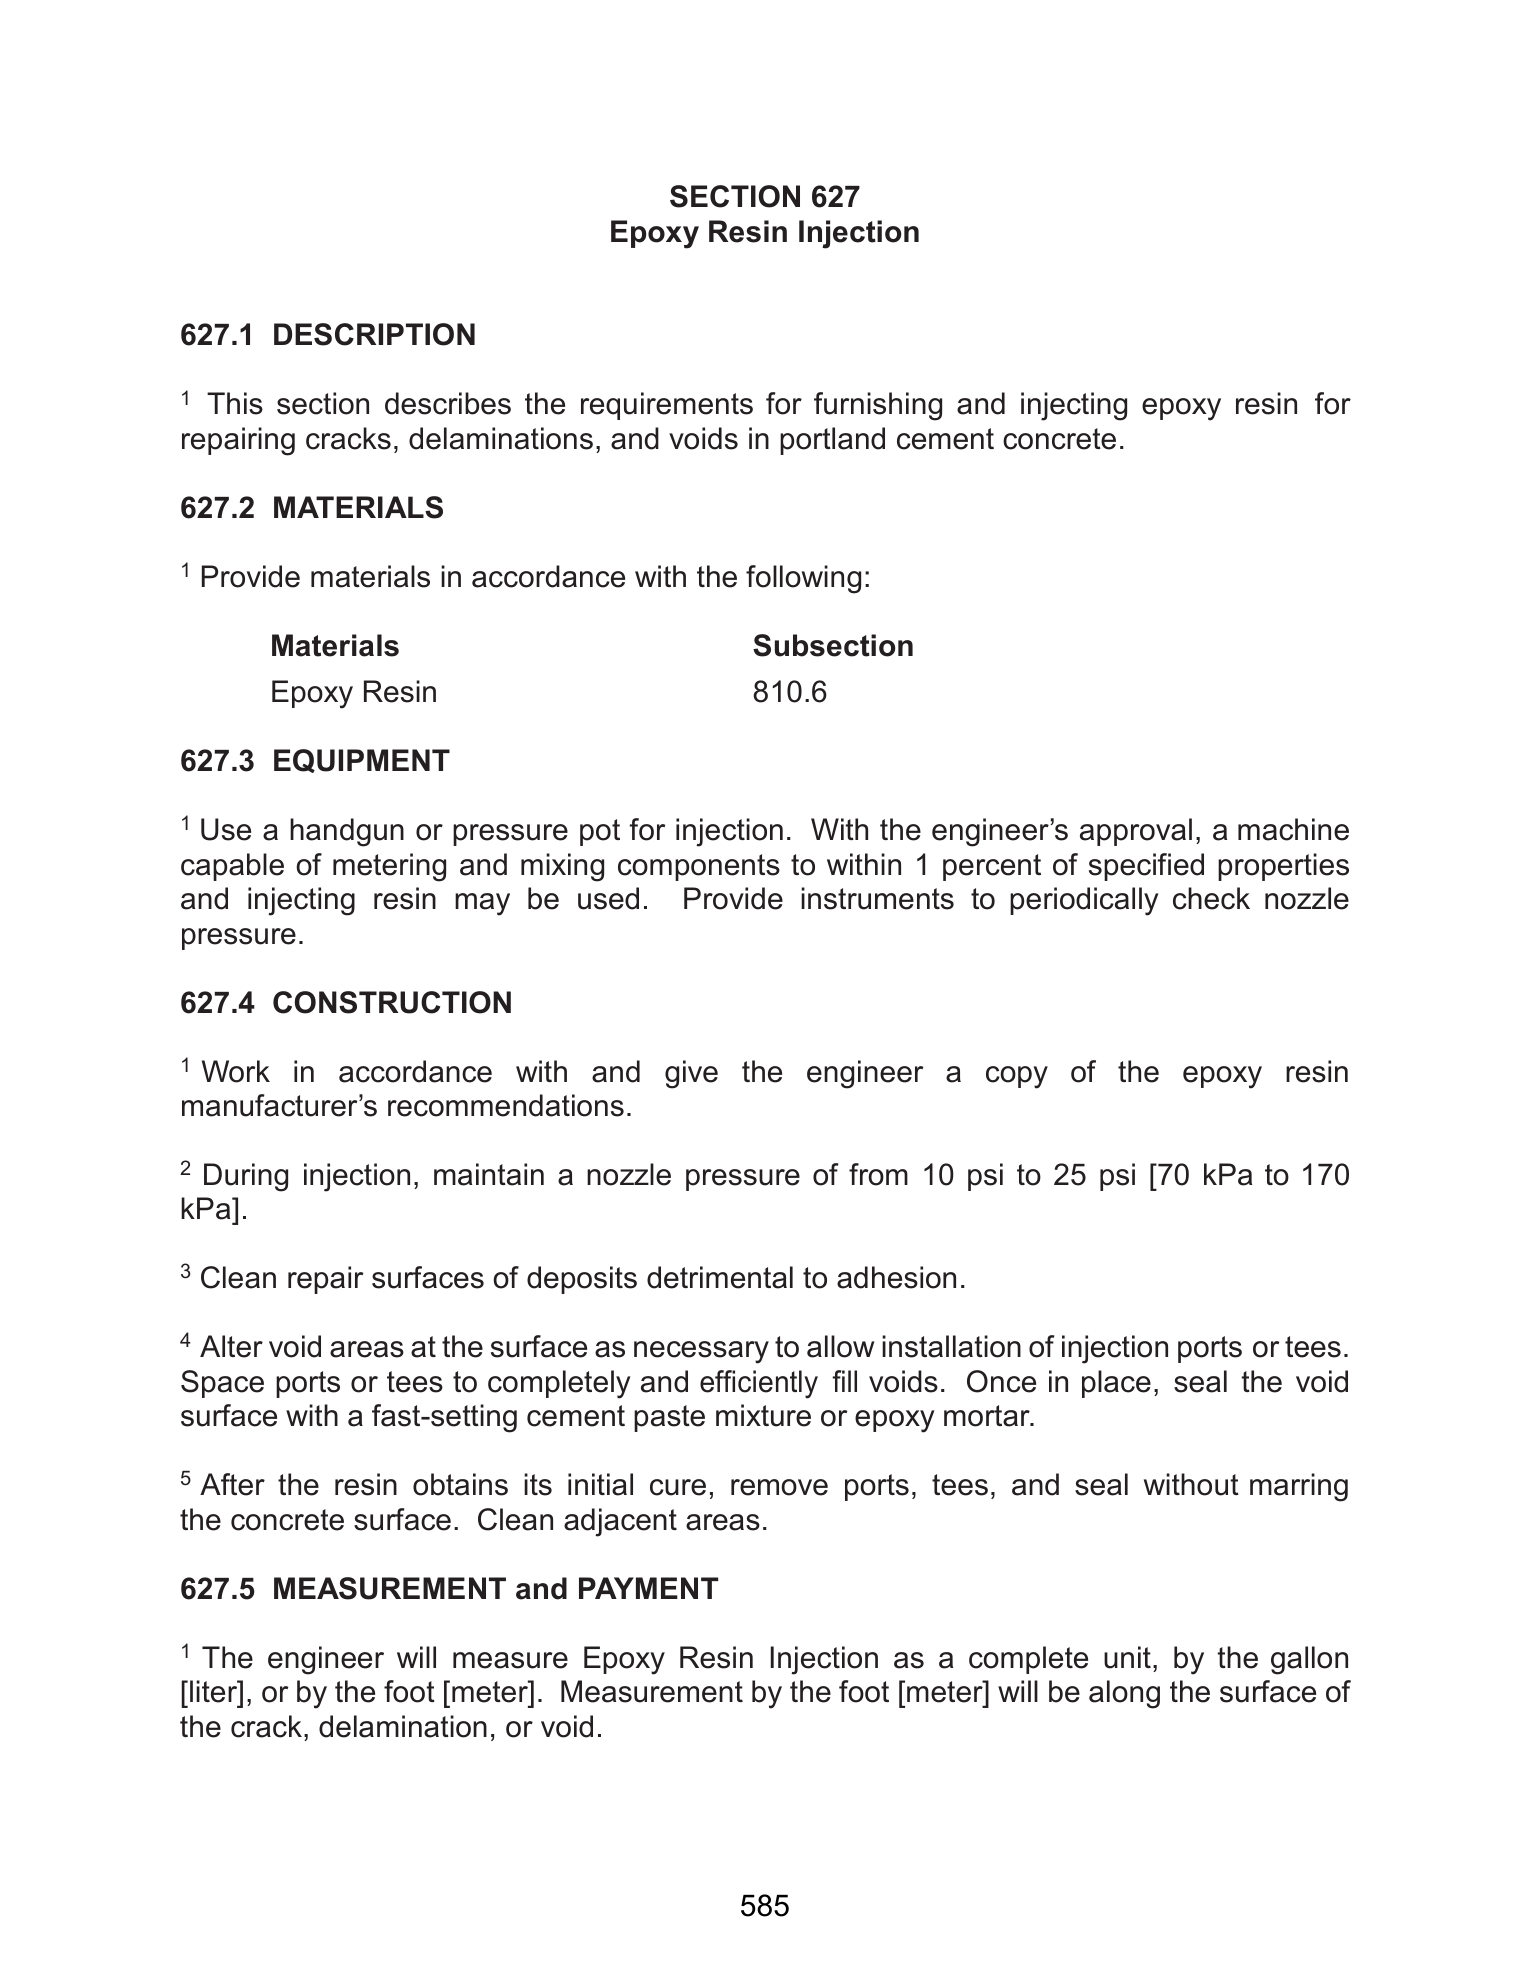 SECTION 627
Epoxy Resin Injection
627.1 DESCRIPTION
1 This section describes the requirements for furnishing and injecting epoxy resin for
repairing cracks, delaminations, and voids in portland cement concrete.
627.2 MATERIALS
1 Provide materials in accordance with the following:
Materials Subsection
Epoxy Resin 810.6
627.3 EQUIPMENT
1 Use a handgun or pressure pot for injection. With the engineer’s approval, a machine
capable of metering and mixing components to within 1 percent of specified properties
and injecting resin may be used. Provide instruments to periodically check nozzle
pressure.
627.4 CONSTRUCTION
1 Work in accordance with and give the engineer a copy of the epoxy resin
manufacturer’s recommendations.
2 During injection, maintain a nozzle pressure of from 10 psi to 25 psi [70 kPa to 170
kPa].
3 Clean repair surfaces of deposits detrimental to adhesion.
4 Alter void areas at the surface as necessary to allow installation of injection ports or tees.
Space ports or tees to completely and efficiently fill voids. Once in place, seal the void
surface with a fast-setting cement paste mixture or epoxy mortar.
5 After the resin obtains its initial cure, remove ports, tees, and seal without marring
the concrete surface. Clean adjacent areas.
627.5 MEASUREMENT and PAYMENT
1 The engineer will measure Epoxy Resin Injection as a complete unit, by the gallon
[liter], or by the foot [meter]. Measurement by the foot [meter] will be along the surface of
the crack, delamination, or void.
585